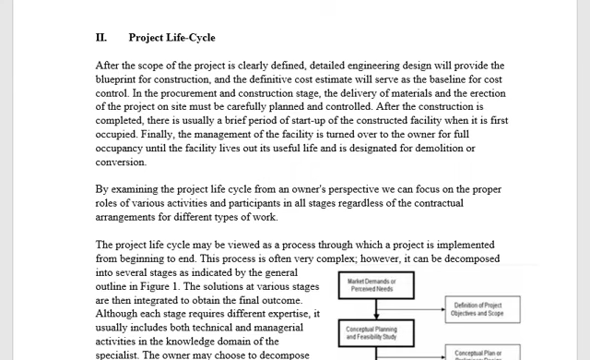 II. Project Life-Cycle
After the scope of the project is clearly defined, detailed engineering design will provide the
blueprint for construction, and the definitive cost estimate will serve as the baseline for cost
control. In the procurement and construction stage, the delivery of materials and the erection
of the project on site must be carefully planned and controlled. After the construction is
completed, there is usually a brief period of start-up of the constructed facility when it is first
occupied. Finally, the management of the facility is turned over to the owner for full
occupancy until the facility lives out its useful life and is designated for demolition or
conversion.
By examining the project life cycle from an owner's perspective we can focus on the proper
roles of various activities and participants in all stages regardless of the contractual
arrangements for different types of work.
The project life cycle may be viewed as a process through which a project is implemented
from beginning to end. This process is often very complex; however, it can be decomposed
into several stages as indicated by the general
outline in Figure 1. The solutions at various stages
are then integrated to obtain the final outcome.
Although each stage requires different expertise, it
usually includes both technical and managerial
activities in the knowledge domain of the
specialist. The owner may choose to decompose
Market Demands or
Perceived Needs
Definition of Project
Objectives and Scope
Conceptual Planning
and Feasibility Study
Conceptual Plan or